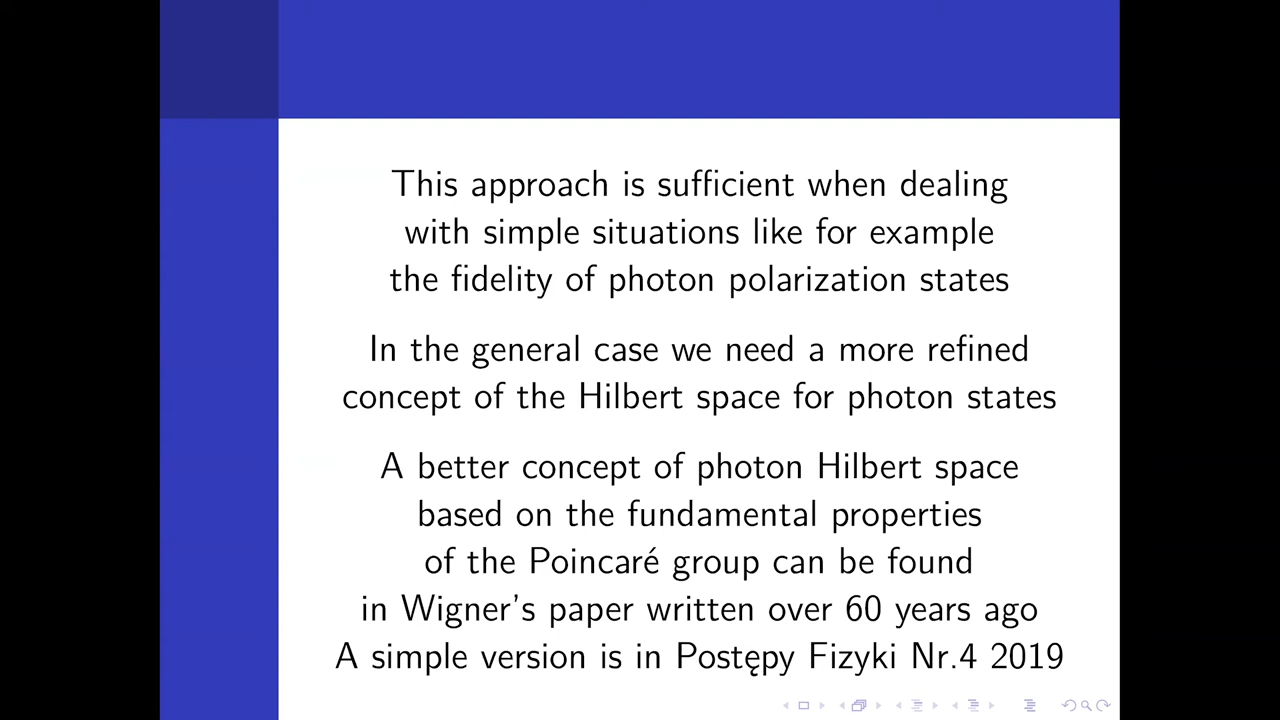 This approach is sufficient when dealing
with simple situations like for example
the fidelity of photon polarization states
In the general case we need a more refined
concept of the Hilbert space for photon states
A better concept of photon Hilbert space
based on the fundamental properties
of the Poincaré group can be found
in Wigner's paper written over 60 years ago
A simple version is in Postępy Fizyki Nr.4 2019